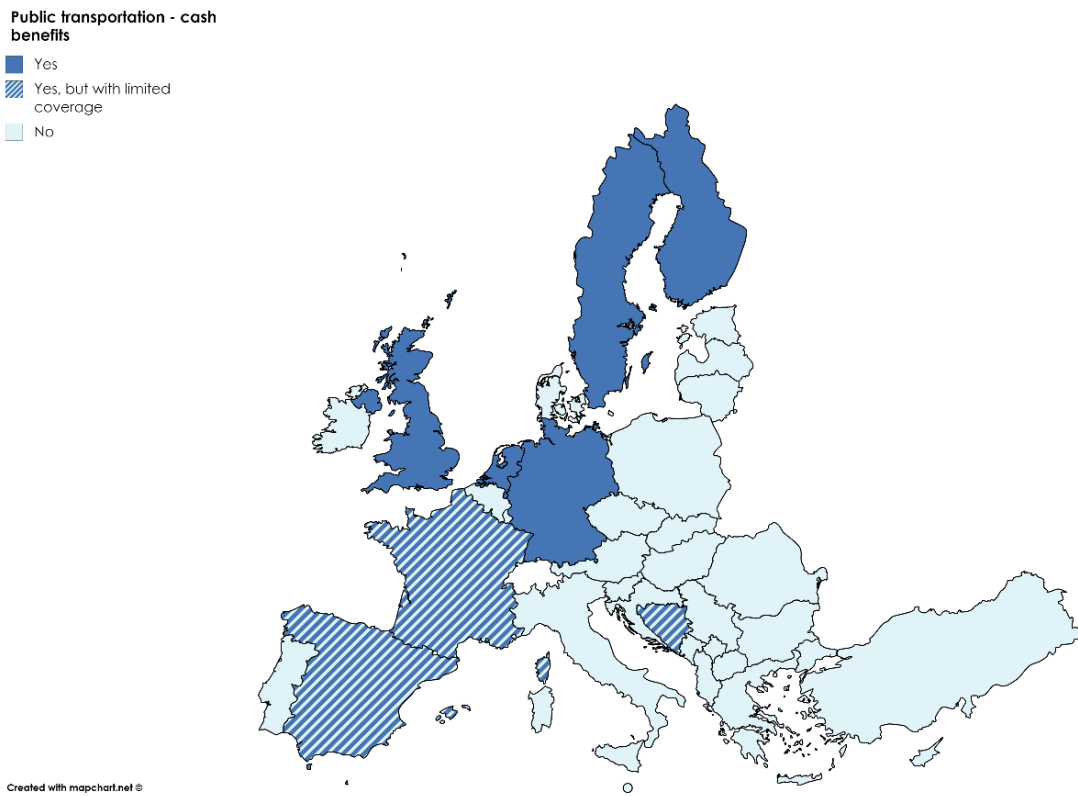 Public transportation - cash
benefits
Yes
Yes, but with limited
coverage
No
Created with mapchart.net ©